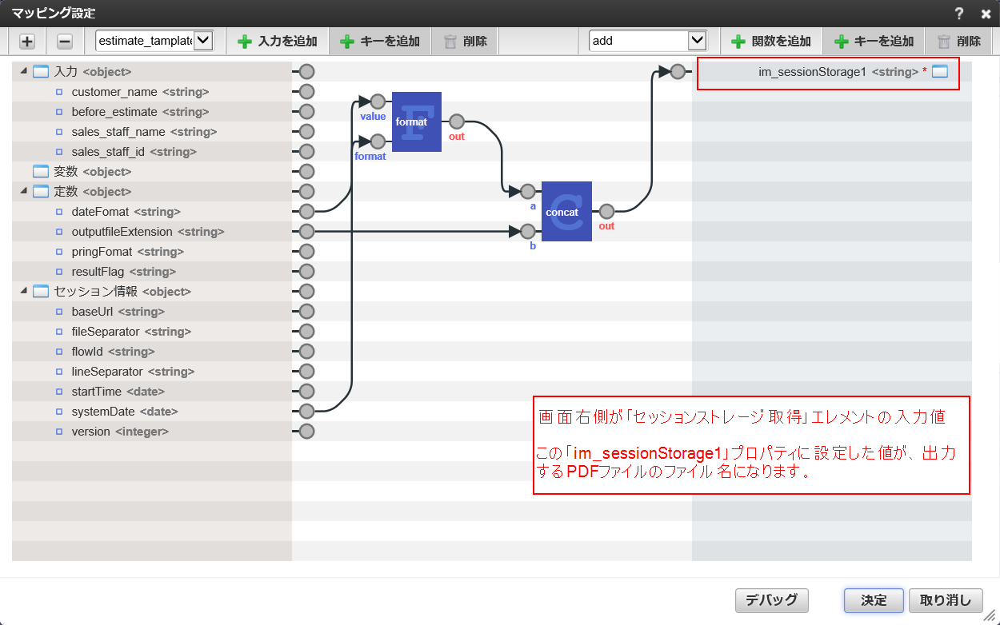 マッピング設定
?
estimate_tamplate
入力を追加
キーを追加
削除
add
関数を追加
キーを追加
削除
入力 <object>
customer_name <string>
before_estimate <string>
sales_staff_name <string>
sales_staff_id <string>
変数 <object>
定数 <object>
dateFomat <string>
outputfileExtension <string>
pringFomat <string>
resultFlag <string>
セッション情報 <object>
baseUrl <string>
fileSeparator <string>
flowId <string>
lineSeparator <string>
startTime <date>
systemDate <date>
version <integer>
value
format
format
out
a
b
concat
out
im_sessionStorage1 <string> *
画面右側が「セッションストレージ取得」エレメントの入力値
この「im_sessionStorage1」プロパティに設定した値が、出力
するPDFファイルのファイル名になります。
デバッグ
決定
取り消し